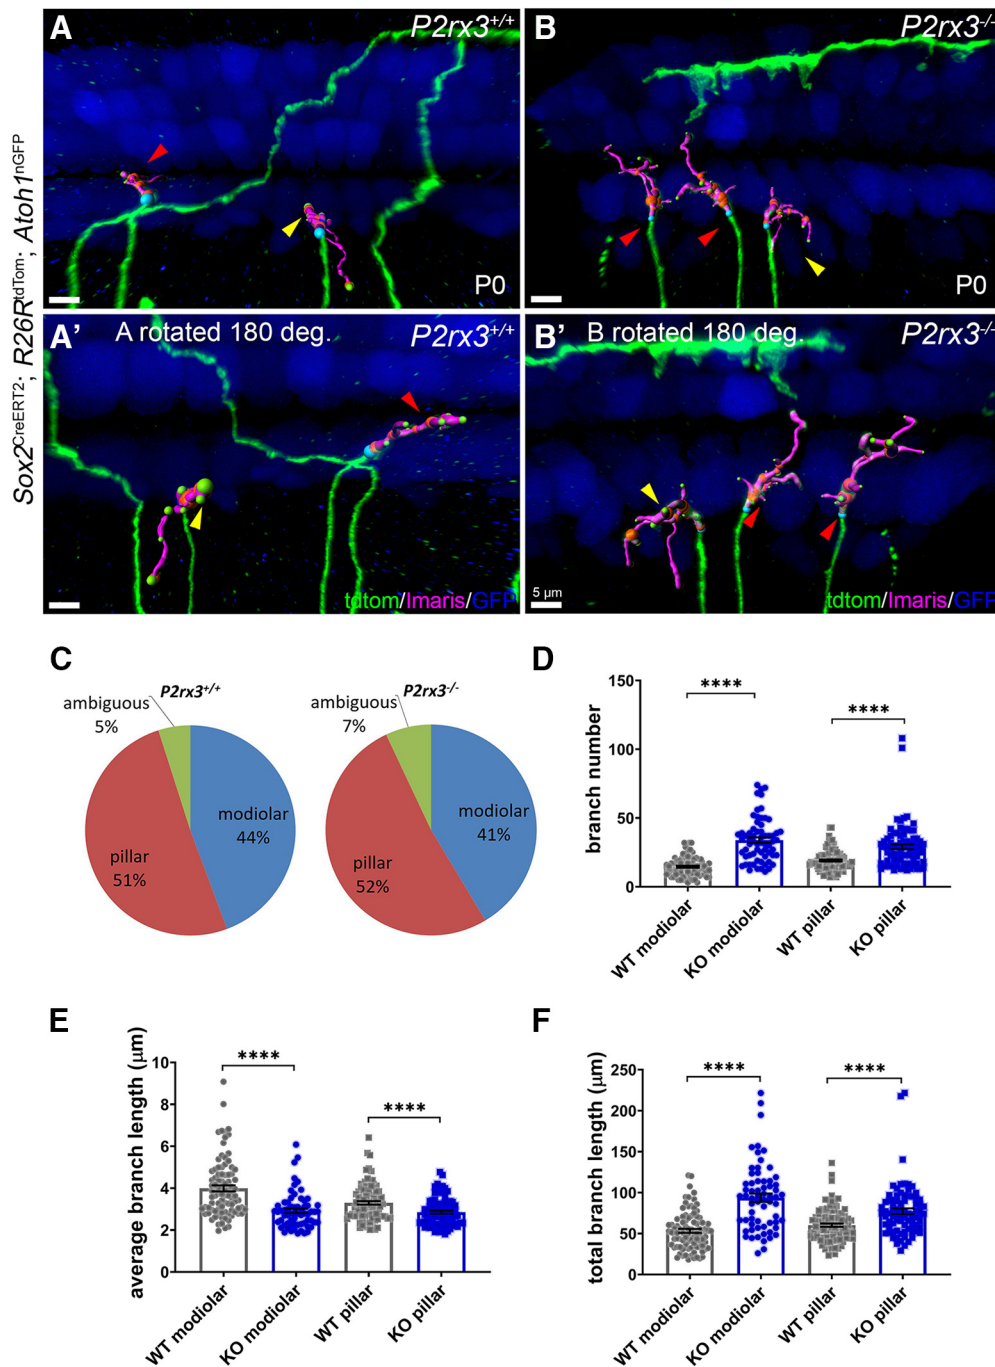 A
P2rx3+/+
P0
B
P2rx3-/-
P0
Sox2CreERT2; R26RtdTom; Atoh1nGFP
A'
A rotated 180 deg.
P2rx3+/+
tdtom/Imaris/GFP
B'
B rotated 180 deg.
P2rx3-/-
5 μm
tdtom/Imaris/GFP
C
P2rx3+/+
ambiguous
5%
modiolar
44%
pillar
51%
P2rx3-/-
ambiguous
7%
modiolar
41%
pillar
52%
D
branch number
150
100
50
0
****
****
WT modiolar
KO modiolar
WT pillar
KO pillar
E
average branch length (μm)
10
8
6
4
2
0
****
****
WT modiolar
KO modiolar
WT pillar
KO pillar
F
total branch length (μm)
250
200
150
100
50
0
****
****
WT modiolar
KO modiolar
WT pillar
KO pillar